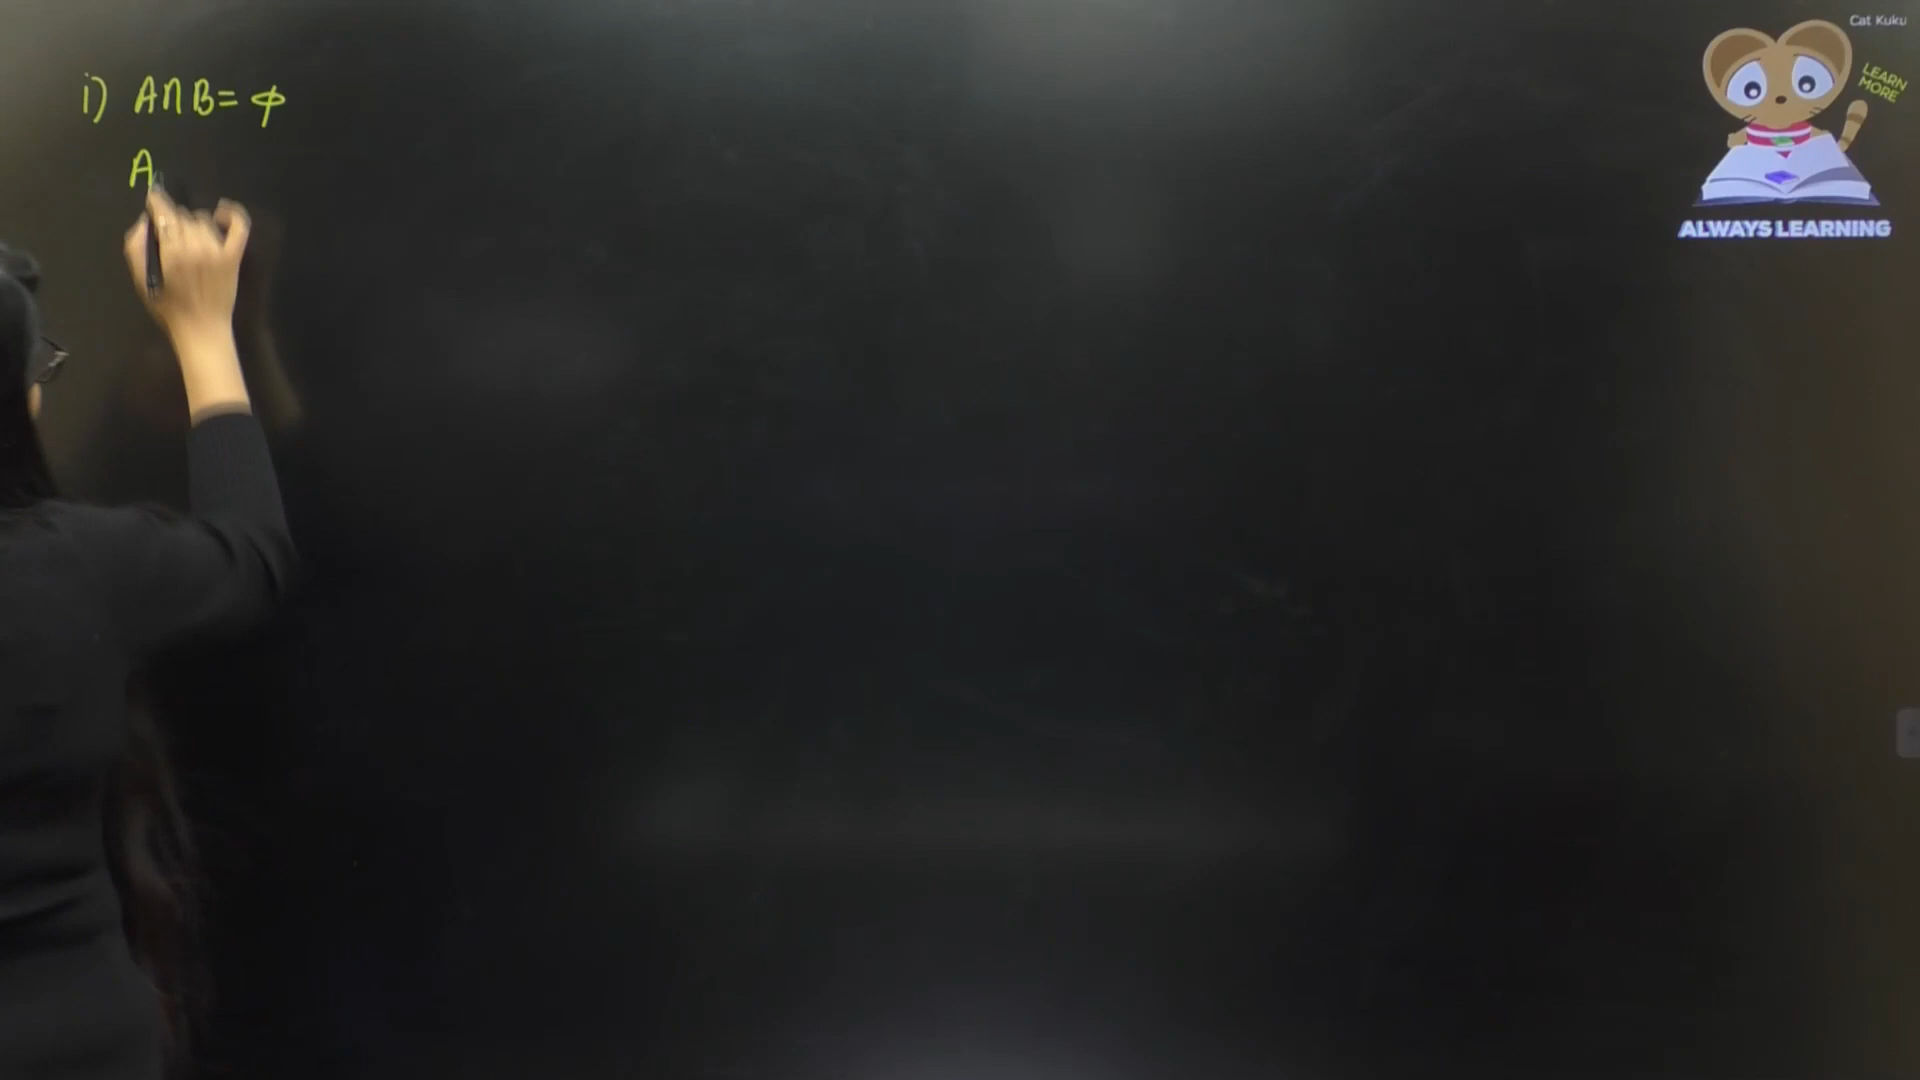 i) A∩B= φ
A
Cat Kuku
LEARN
MORE
ALWAYS LEARNING